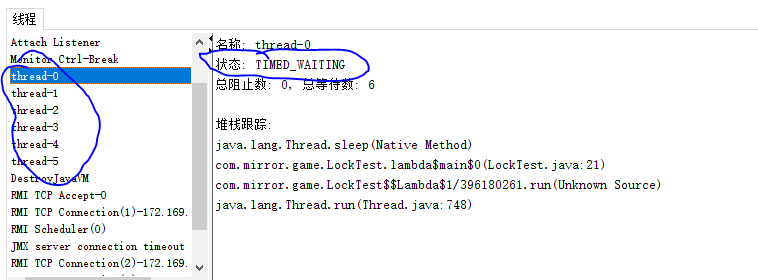 线程
Attach Listener
Monitor Ctrl-Break
thread-0
thread-1
thread-2
thread-3
thread-4
thread-5
DestroyJavaVM
RMI TCP Accept-0
RMI TCP Connection(1)-172.169.
RMI Scheduler(0)
JMX server connection timeout
RMI TCP Connection(2)-172.169.
名称: thread-0
状态: TIMED_WAITING
总阻止数: 0, 总等待数: 6
堆栈跟踪:
java.lang.Thread.sleep(Native Method)
com.mirror.game.LockTest.lambda$main$0(LockTest.java:21)
com.mirror.game.LockTest$$Lambda$1/396180261.run(Unknown Source)
java.lang.Thread.run(Thread.java:748)